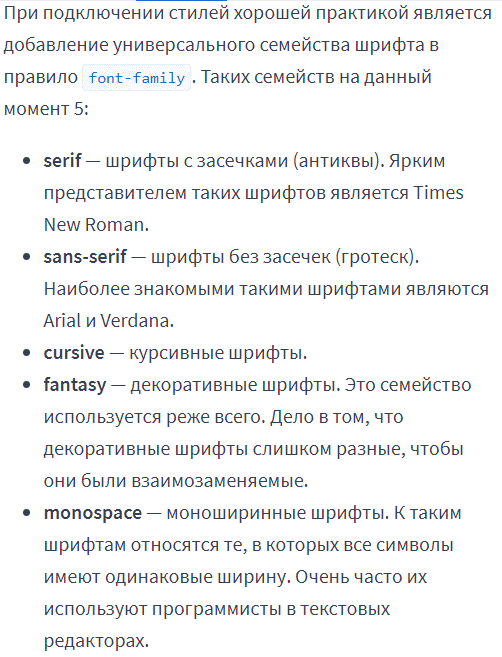 При подключении стилей хорошей практикой является
добавление универсального семейства шрифта в
правило font-family. Таких семейств на данный
момент 5:
• serif — шрифты с засечками (антиквы). Ярким
представителем таких шрифтов является Times
New Roman.
• sans-serif — шрифты без засечек (гротеск).
Наиболее знакомыми такими шрифтами являются
Arial и Verdana.
• cursive — курсивные шрифты.
• fantasy — декоративные шрифты. Это семейство
используется реже всего. Дело в том, что
декоративные шрифты слишком разные, чтобы
они были взаимозаменяемые.
• monospace — моноширинные шрифты. К таким
шрифтам относятся те, в которых все символы
имеют одинаковые ширину. Очень часто их
используют программисты в текстовых
редакторах.